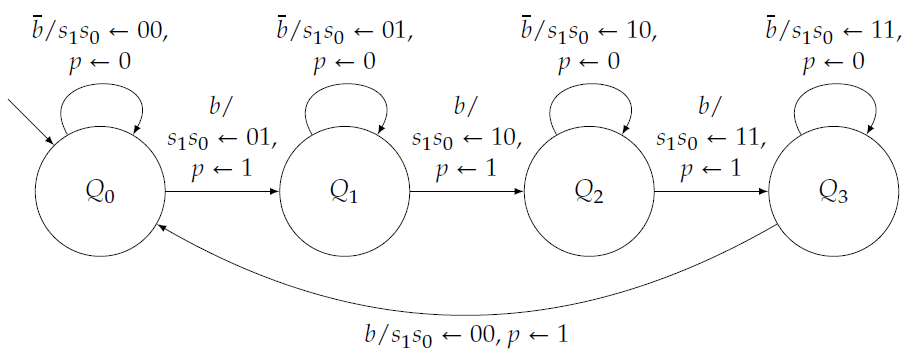 b̄/s₁s₀ ← 00,
p ← 0
b̄/s₁s₀ ← 01,
p ← 0
b̄/s₁s₀ ← 10,
p ← 0
b̄/s₁s₀ ← 11,
p ← 0
b/
s₁s₀ ← 01,
p ← 1
b/
s₁s₀ ← 10,
p ← 1
b/
s₁s₀ ← 11,
p ← 1
Q₀
Q₁
Q₂
Q₃
b/s₁s₀ ← 00, p ← 1